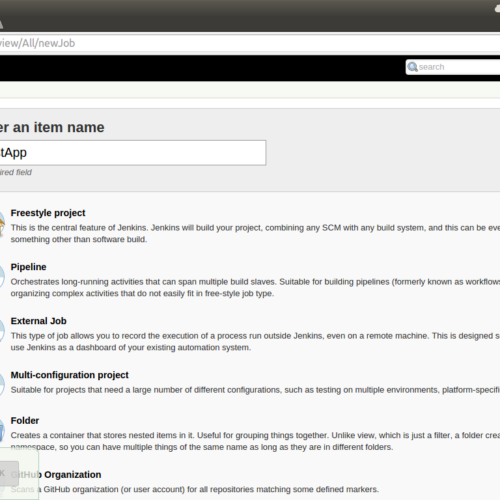 view/All/newJob
search
er an item name
tApp
ired field
Freestyle project
This is the central feature of Jenkins. Jenkins will build your project, combining any SCM with any build system, and this can be eve
something other than software build.
Pipeline
Orchestrates long-running activities that can span multiple build slaves. Suitable for building pipelines (formerly known as workflows
organizing complex activities that do not easily fit in free-style job type.
External Job
This type of job allows you to record the execution of a process run outside Jenkins, even on a remote machine. This is designed s
use Jenkins as a dashboard of your existing automation system.
Multi-configuration project
Suitable for projects that need a large number of different configurations, such as testing on multiple environments, platform-specifi
Folder
Creates a container that stores nested items in it. Useful for grouping things together. Unlike view, which is just a filter, a folder crea
namespace, so you can have multiple things of the same name as long as they are in different folders.
GitHub Organization
Scans a GitHub organization (or user account) for all repositories matching some defined markers.
K